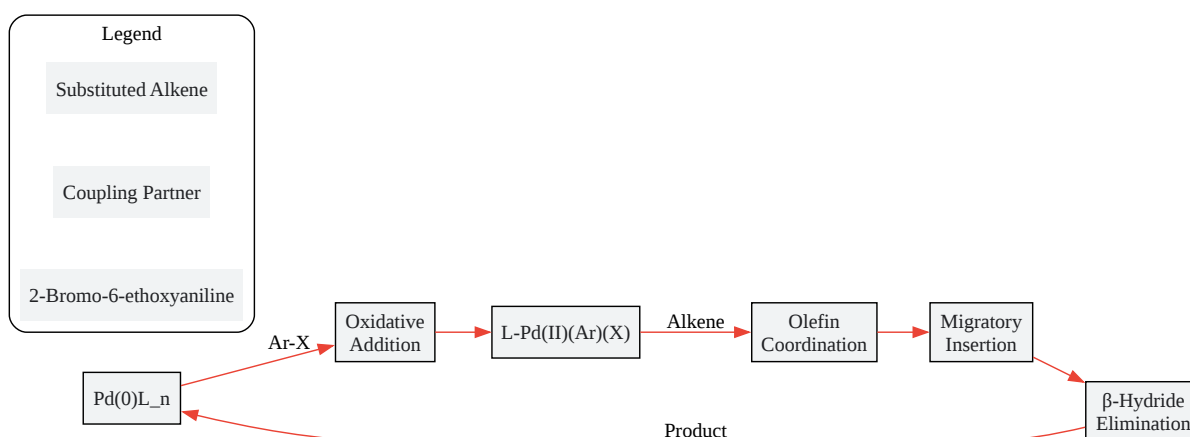 Legend
Substituted Alkene
Coupling Partner
2-Bromo-6-ethoxyaniline
Pd(0)L_n
Ar-X
Oxidative
Addition
L-Pd(II)(Ar)(X)
Alkene
Olefin
Coordination
Migratory
Insertion
β-Hydride
Elimination
Product